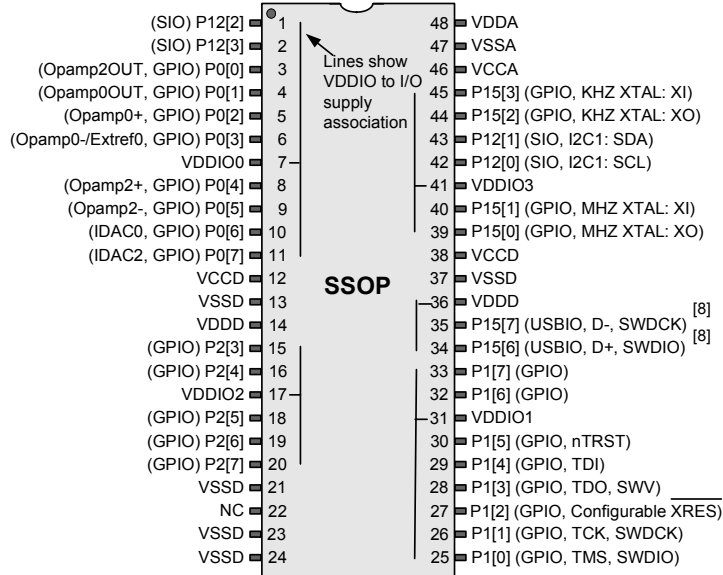 (SIO) P12[2] 1
(SIO) P12[3] 2
(Opamp2OUT, GPIO) P0[0] 3
(Opamp0OUT, GPIO) P0[1] 4
(Opamp0+, GPIO) P0[2] 5
(Opamp0-/Extref0, GPIO) P0[3] 6
VDDIO0 7
(Opamp2+, GPIO) P0[4] 8
(Opamp2-, GPIO) P0[5] 9
(IDAC0, GPIO) P0[6] 10
(IDAC2, GPIO) P0[7] 11
VCCD 12
VSSD 13
VDDD 14
(GPIO) P2[3] 15
(GPIO) P2[4] 16
VDDIO2 17
(GPIO) P2[5] 18
(GPIO) P2[6] 19
(GPIO) P2[7] 20
VSSD 21
NC 22
VSSD 23
VSSD 24
Lines show
VDDIO to I/O
supply
association
SSOP
48 VDDA
47 VSSA
46 VCCA
45 P15[3] (GPIO, KHZ XTAL: XI)
44 P15[2] (GPIO, KHZ XTAL: XO)
43 P12[1] (SIO, I2C1: SDA)
42 P12[0] (SIO, I2C1: SCL)
41 VDDIO3
40 P15[1] (GPIO, MHZ XTAL: XI)
39 P15[0] (GPIO, MHZ XTAL: XO)
38 VCCD
37 VSSD
36 VDDD
35 P15[7] (USBIO, D-, SWDCK) [8]
34 P15[6] (USBIO, D+, SWDIO) [8]
33 P1[7] (GPIO)
32 P1[6] (GPIO)
31 VDDIO1
30 P1[5] (GPIO, nTRST)
29 P1[4] (GPIO, TDI)
28 P1[3] (GPIO, TDO, SWV)
27 P1[2] (GPIO, Configurable XRES)
26 P1[1] (GPIO, TCK, SWDCK)
25 P1[0] (GPIO, TMS, SWDIO)